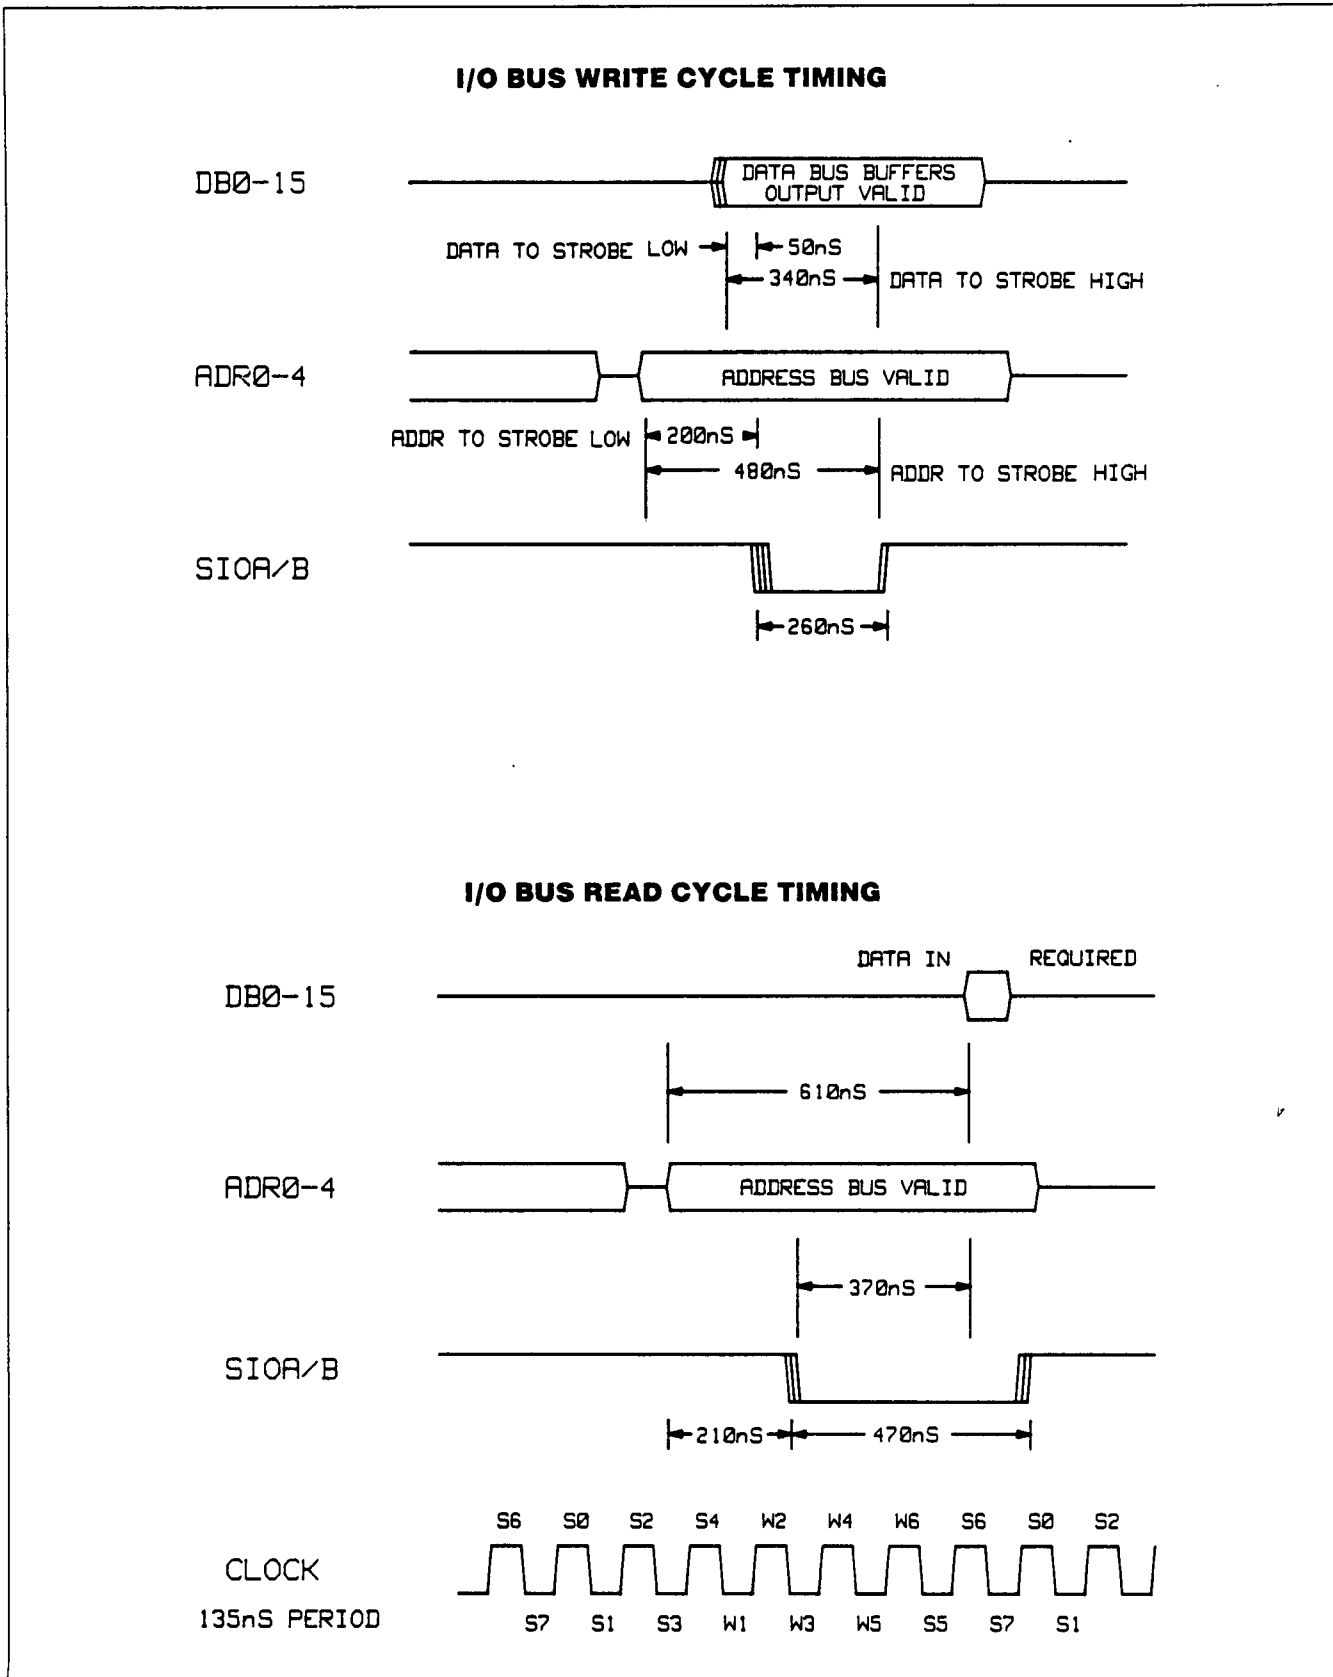 I/O BUS WRITE CYCLE TIMING
DB0-15
DATA BUS BUFFERS
OUTPUT VALID
DATA TO STROBE LOW
50nS
340nS
DATA TO STROBE HIGH
ADR0-4
ADDRESS BUS VALID
ADDR TO STROBE LOW
200nS
480nS
ADDR TO STROBE HIGH
SIOA/B
260nS
I/O BUS READ CYCLE TIMING
DATA IN
REQUIRED
DB0-15
610nS
ADR0-4
ADDRESS BUS VALID
370nS
SIOA/B
210nS
470nS
S6 S0 S2 S4 W2 W4 W6 S6 S0 S2
CLOCK
135nS PERIOD
S7 S1 S3 W1 W3 W5 S5 S7 S1